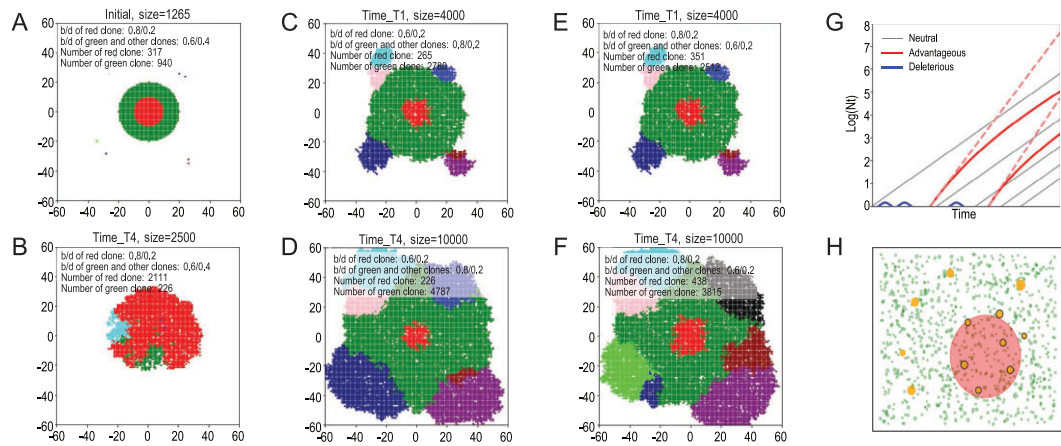 A
Initial, size=1265
b/d of red clone: 0.8/0.2
b/d of green and other clones: 0.6/0.4
Number of red clone: 317
Number of green clone: 940
60
40
20
0
-20
-40
-60
-60 -40 -20 0 20 40 60
B
Time_T4, size=2500
b/d of red clone: 0,8/0,2
b/d of green and other clones: 0,6/0,4
Number of red clone: 2111
Number of green clone: 226
60
40
20
0
-20
-40
-60
-60 -40 -20 0 20 40 60
C
Time_T1, size=4000
b/d of red clone: 0,6/0,2
b/d of green and other clones: 0,8/0,2
Number of red clone: 265
Number of green clone: 2780
60
40
20
0
-20
-40
-60
-60 -40 -20 0 20 40 60
D
Time_T4, size=10000
b/d of red clone: 0,6/0,2
b/d of green and other clones: 0,8/0,2
Number of red clone: 226
Number of green clone: 4787
60
40
20
0
-20
-40
-60
-60 -40 -20 0 20 40 60
E
Time_T1, size=4000
b/d of red clone: 0,8/0,2
b/d of green and other clones: 0,6/0,2
Number of red clone: 351
Number of green clone: 2512
60
40
20
0
-20
-40
-60
-60 -40 -20 0 20 40 60
F
Time_T4, size=10000
b/d of red clone: 0,8/0,2
b/d of green and other clones: 0,6/0,2
Number of red clone: 438
Number of green clone: 3815
60
40
20
0
-20
-40
-60
-60 -40 -20 0 20 40 60
G
Neutral
Advantageous
Deleterious
Log(Nt)
8
7
6
5
4
3
2
1
0
Time
H